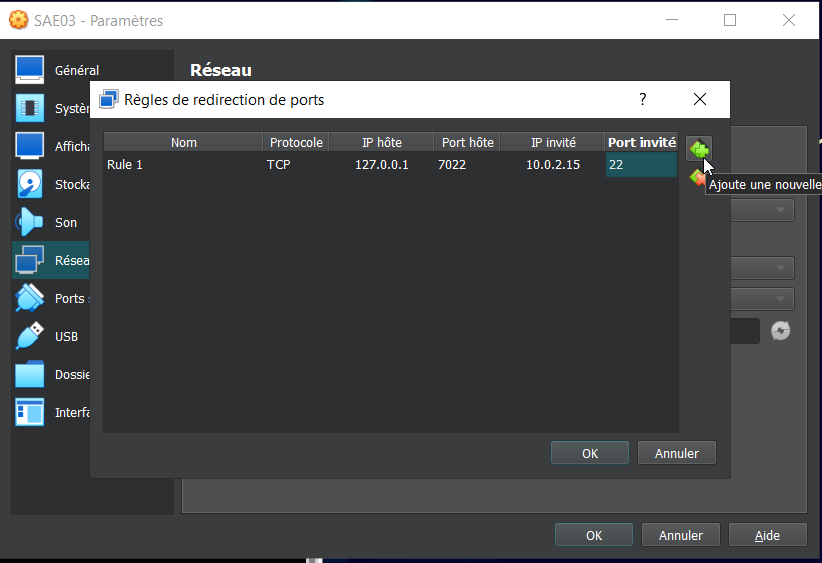 SAE03 - Paramètres
Réseau
Général
Systèm
Afficha
Stocka
Son
Résea
Ports
USB
Dossie
Interfa
Règles de redirection de ports
?
Nom Protocole IP hôte Port hôte IP invité Port invité
Rule 1 TCP 127.0.0.1 7022 10.0.2.15 22
Ajoute une nouvelle
OK Annuler
OK Annuler Aide